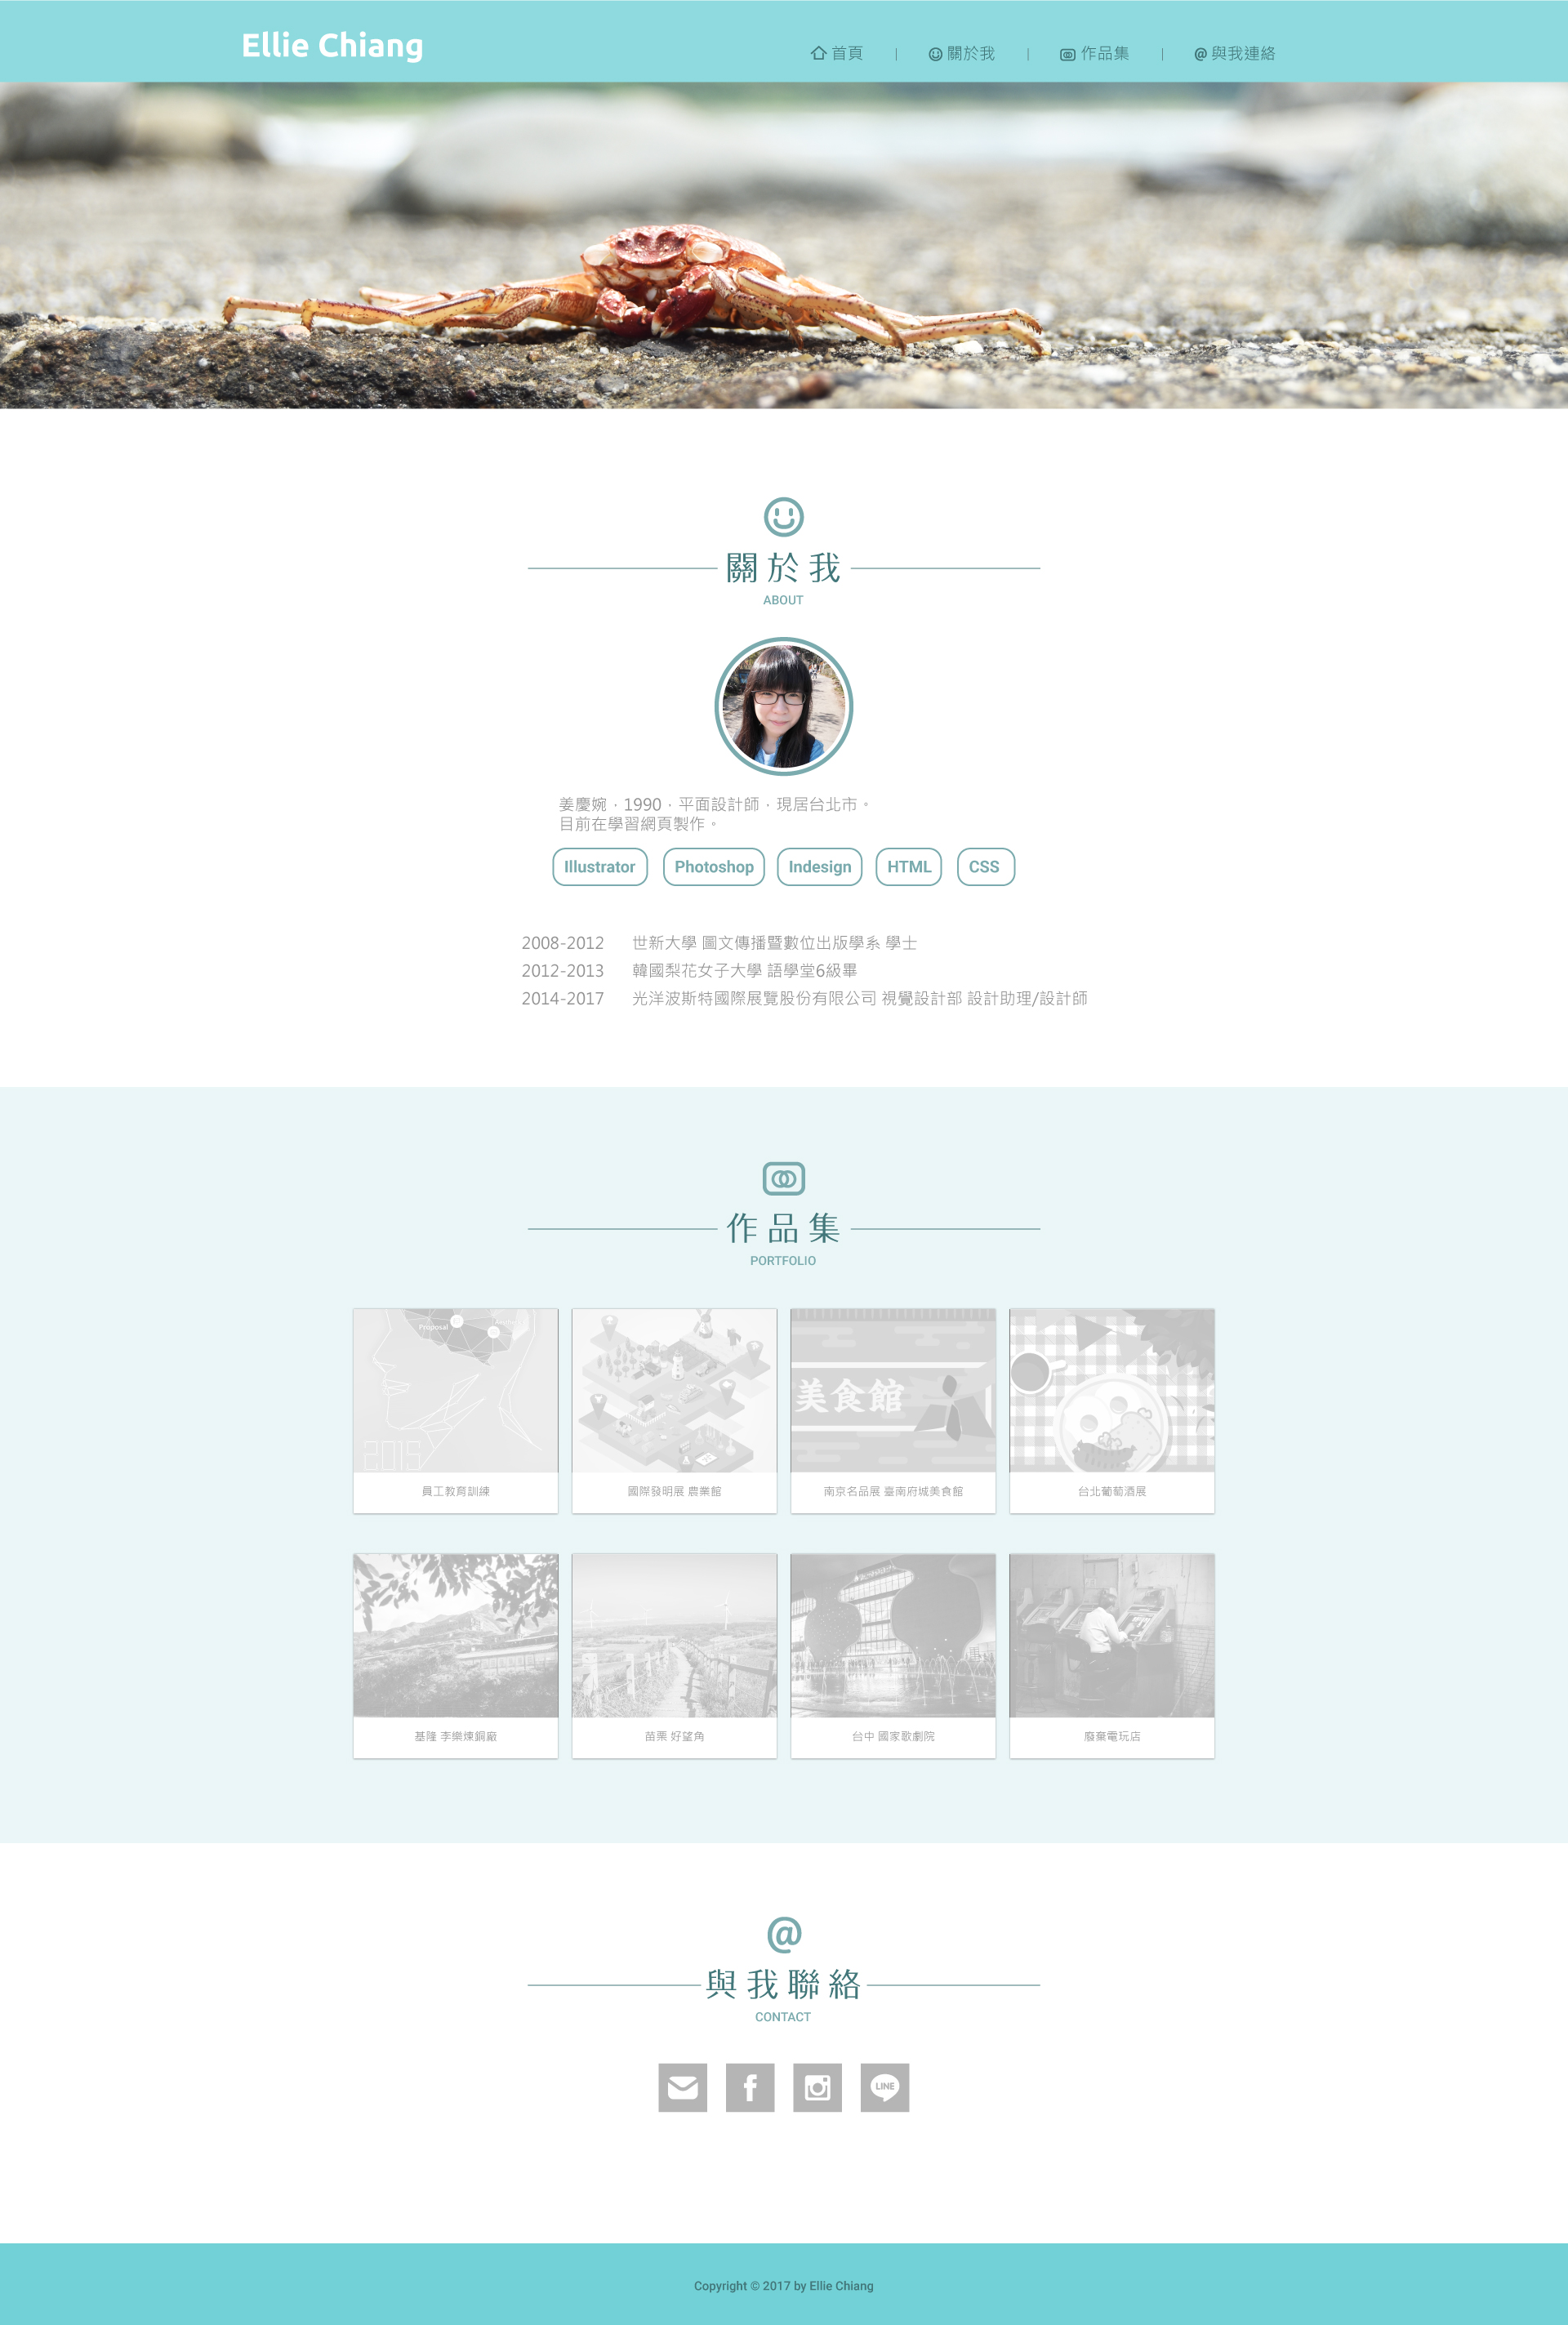 Ellie Chiang
首頁 | 關於我 | 作品集 | @ 與我連絡
關於我
ABOUT
姜慶婉．1990．平面設計師．現居台北市。
目前在學習網頁製作。
Illustrator Photoshop Indesign HTML CSS
2008-2012 世新大學 圖文傳播暨數位出版學系 學士
2012-2013 韓國梨花女子大學 語學堂6級畢
2014-2017 光洋波斯特國際展覽股份有限公司 視覺設計部 設計助理/設計師
作品集
PORTFOLIO
Proposal
2015
美食館
員工教育訓練
國際發明展 農業館
南京名品展 臺南府城美食館
台北葡萄酒展
基隆 李樂煉銅廠
苗栗 好望角
台中 國家歌劇院
廢棄電玩店
@
與我聯絡
CONTACT
LINE
Copyright © 2017 by Ellie Chiang